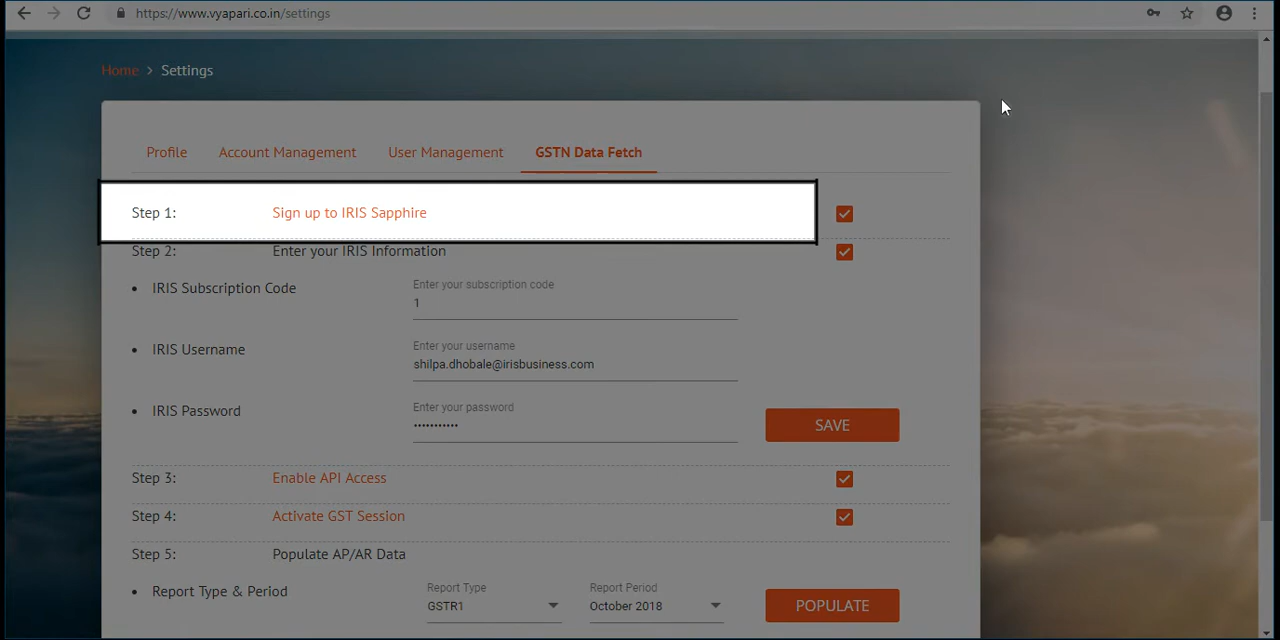 https://www.vyapari.co.in/settings
Home > Settings
Profile Account Management User Management GSTN Data Fetch
Step 1: Sign up to IRIS Sapphire
Step 2: Enter your IRIS Information
• IRIS Subscription Code
Enter your subscription code
1
• IRIS Username
Enter your username
shilpa.dhobale@irisbusiness.com
• IRIS Password
Enter your password
•••••••••••
SAVE
Step 3: Enable API Access
Step 4: Activate GST Session
Step 5: Populate AP/AR Data
• Report Type & Period
Report Type Report Period
GSTR1 October 2018
POPULATE